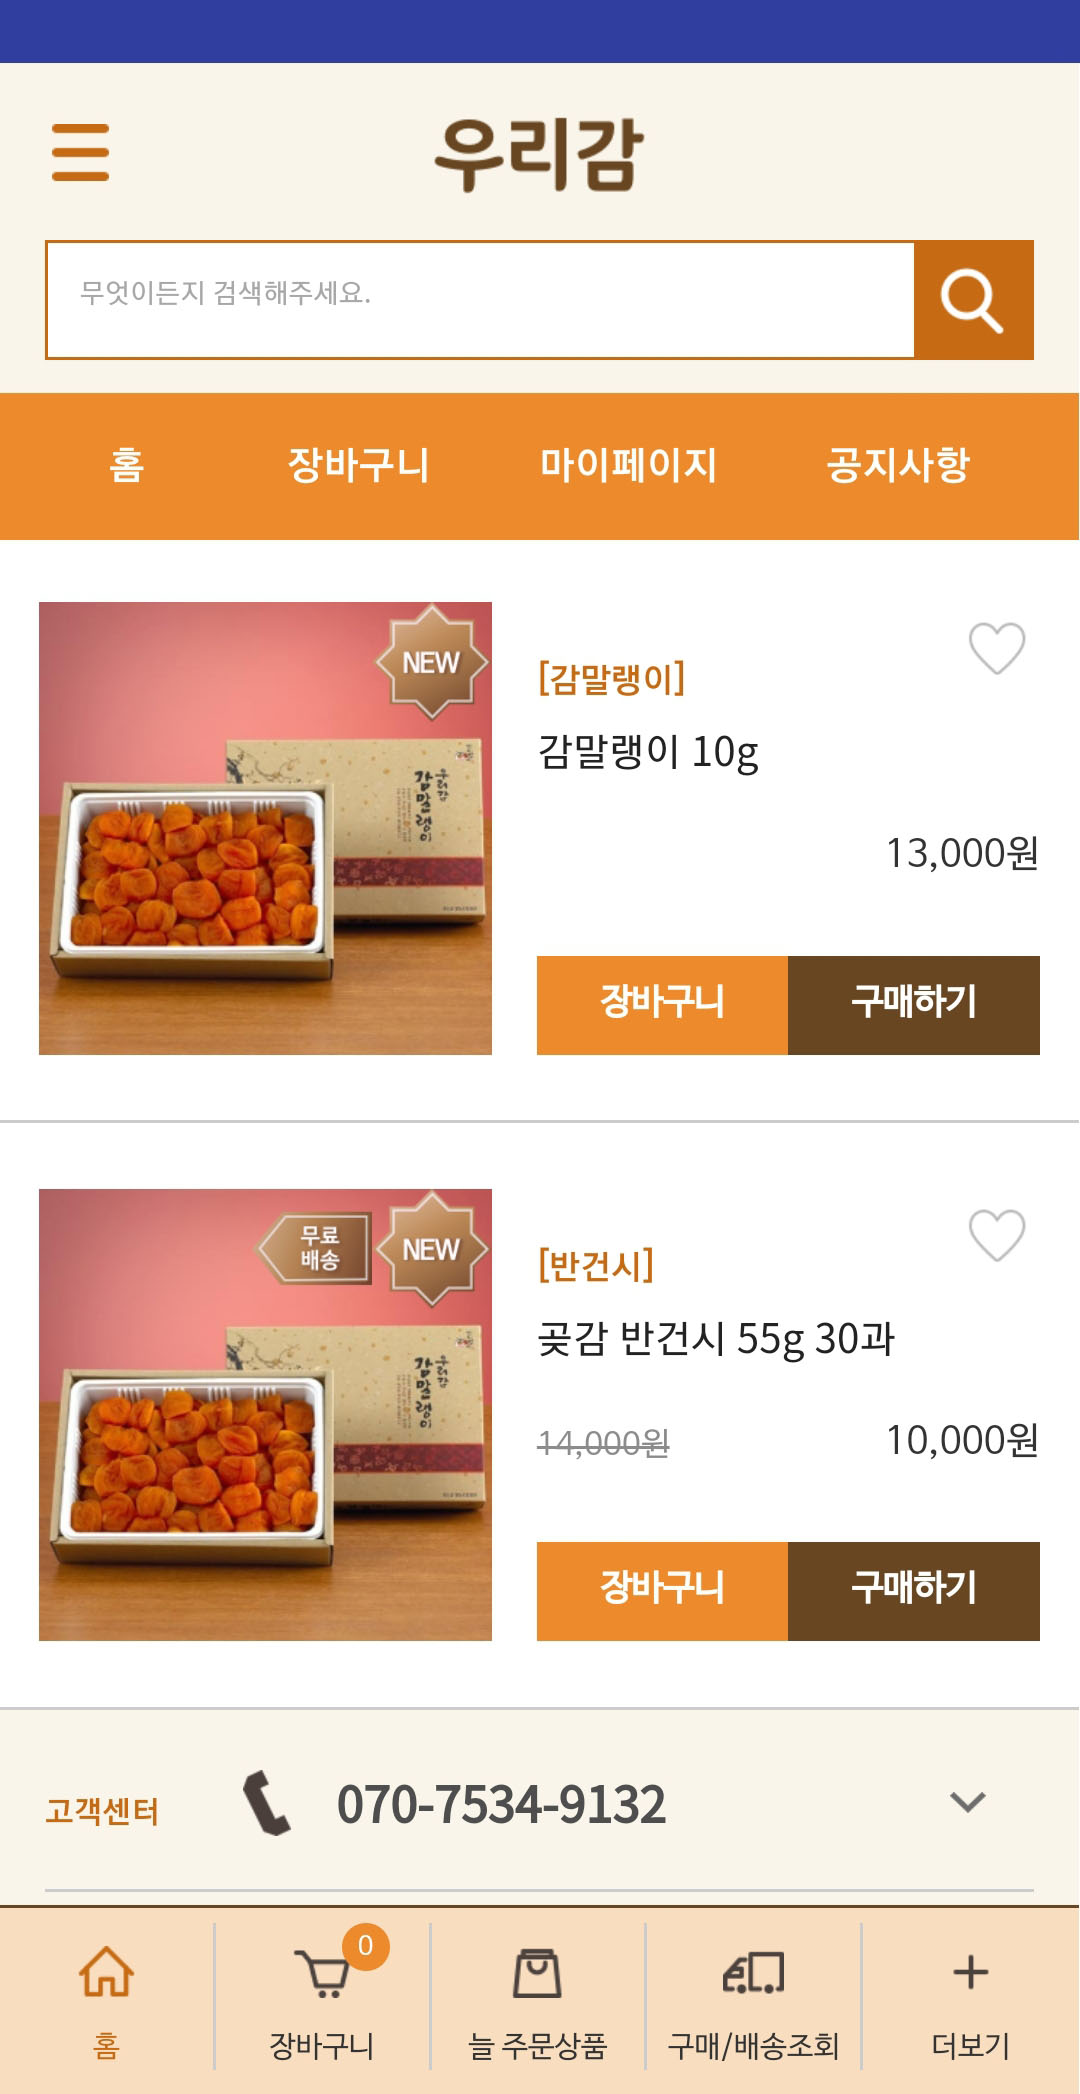 우리감
무엇이든지 검색해주세요.
홈 장바구니 마이페이지 공지사항
NEW
우리감
감말랭이
[감말랭이]
감말랭이 10g
13,000원
장바구니 구매하기
무료
배송
NEW
우리감
감말랭이
[반건시]
곶감 반건시 55g 30과
14,000원 10,000원
장바구니 구매하기
고객센터 070-7534-9132
0
홈 장바구니 늘 주문상품 구매/배송조회 더보기